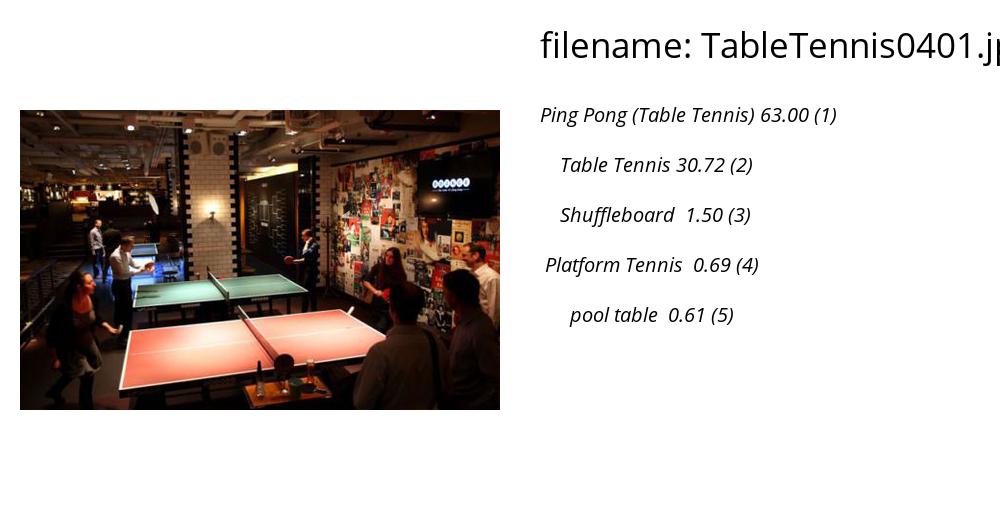 filename: TableTennis0401.jp
Ping Pong (Table Tennis) 63.00 (1)
Table Tennis 30.72 (2)
Shuffleboard 1.50 (3)
Platform Tennis 0.69 (4)
pool table 0.61 (5)
BOUNCE